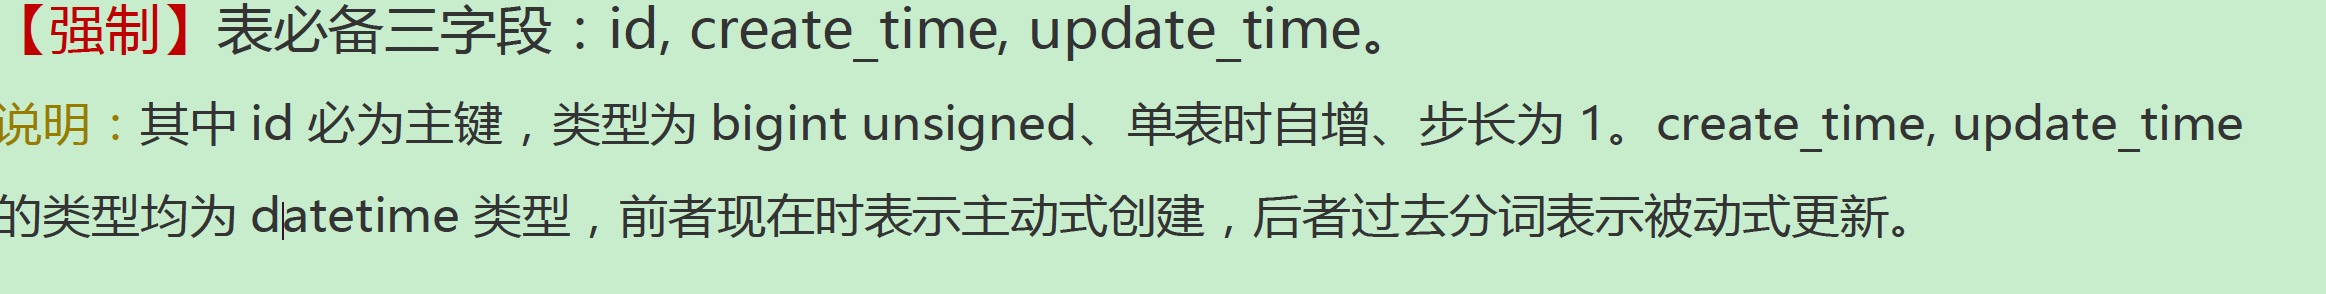 【强制】表必备三字段：id, create_time, update_time。
说明：其中 id 必为主键，类型为 bigint unsigned、单表时自增、步长为 1。create_time, update_time
的类型均为 datetime 类型，前者现在时表示主动式创建，后者过去分词表示被动式更新。